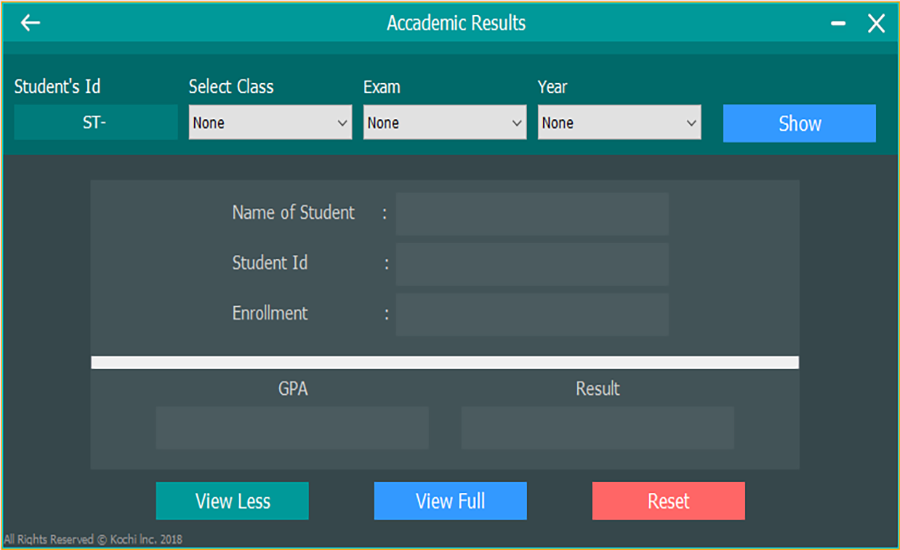 Accademic Results
Student's Id Select Class Exam Year
ST- None None None Show
Name of Student :
Student Id :
Enrollment :
GPA Result
View Less View Full Reset
All Rights Reserved © Kochi Inc. 2018